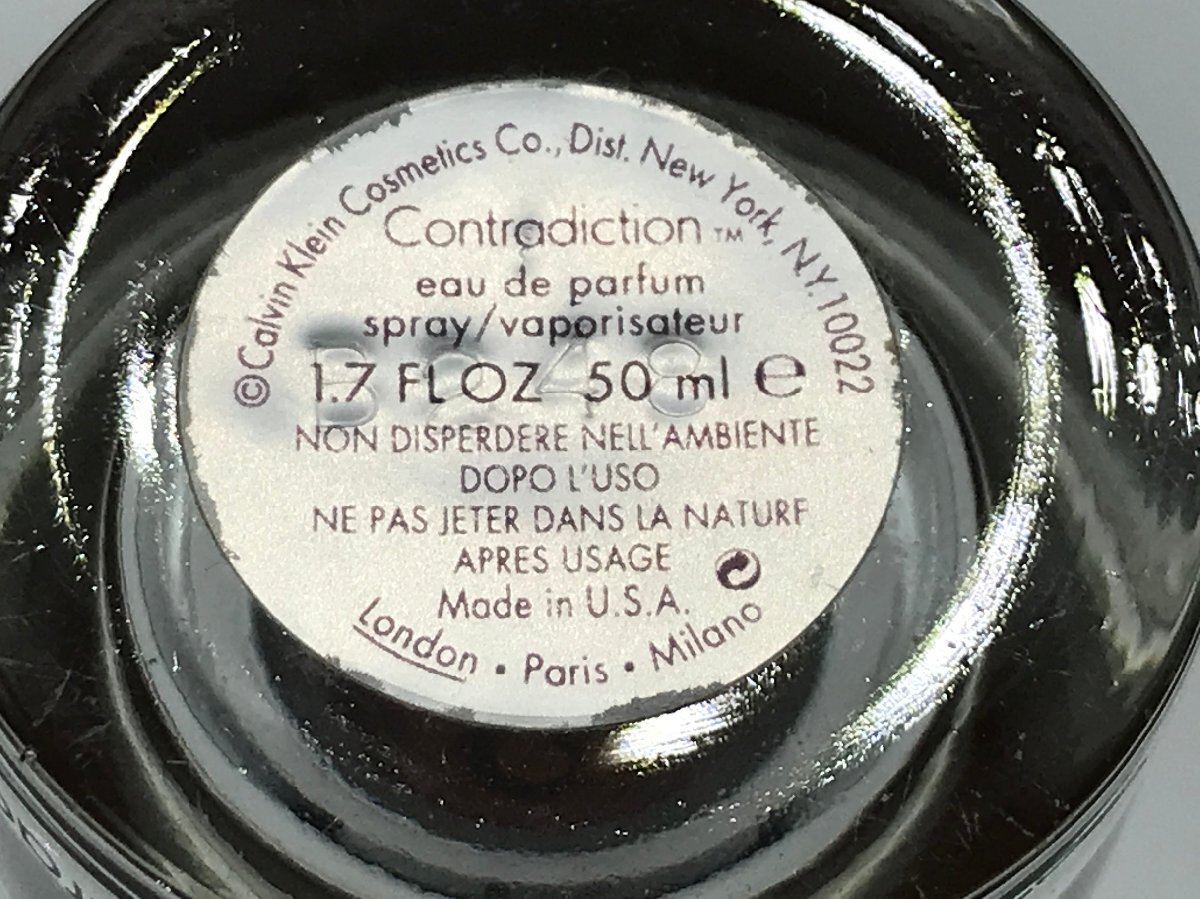 ©Calvin Klein Cosmetics Co., Dist. New York, N.Y. 10022
Contradiction™
eau de parfum
spray/vaporisateur
1.7 FL OZ 50 ml ℮
NON DISPERDERE NELL'AMBIENTE
DOPO L'USO
NE PAS JETER DANS LA NATURE
APRES USAGE
Made in U.S.A.
London • Paris • Milano